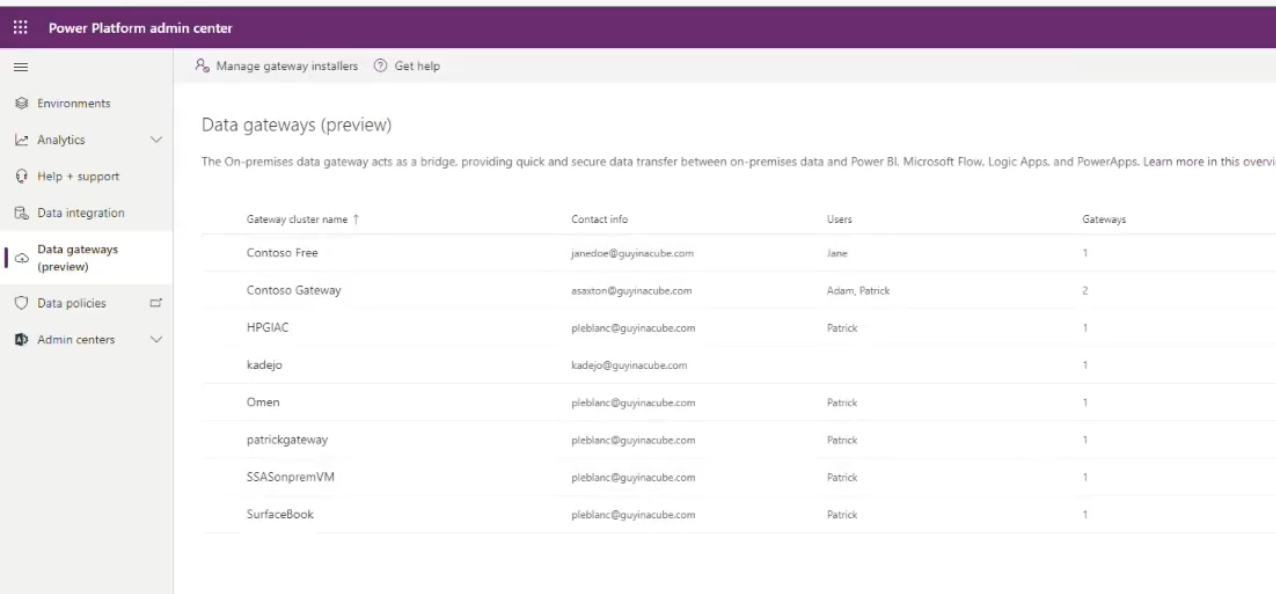 Power Platform admin center
Manage gateway installers Get help
Environments
Analytics
Help + support
Data integration
Data gateways
(preview)
Data policies
Admin centers
Data gateways (preview)
The On-premises data gateway acts as a bridge, providing quick and secure data transfer between on-premises data and Power BI, Microsoft Flow, Logic Apps, and PowerApps. Learn more in this overvi
Gateway cluster name ↑ Contact info Users Gateways
Contoso Free janedoe@guyinacube.com Jane 1
Contoso Gateway asaxton@guyinacube.com Adam, Patrick 2
HPGIAC pleblanc@guyinacube.com Patrick 1
kadejo kadejo@guyinacube.com 1
Omen pleblanc@guyinacube.com Patrick 1
patrickgateway pleblanc@guyinacube.com Patrick 1
SSASonpremVM pleblanc@guyinacube.com Patrick 1
SurfaceBook pleblanc@guyinacube.com Patrick 1